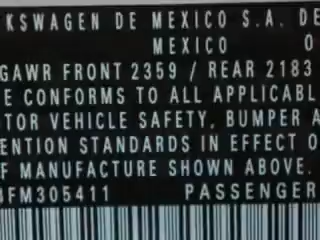 KSWAGEN DE MEXICO S.A. DE
MEXICO 0
GAWR FRONT 2359 / REAR 2183
E CONFORMS TO ALL APPLICABL
TOR VEHICLE SAFETY, BUMPER A
ENTION STANDARDS IN EFFECT O
F MANUFACTURE SHOWN ABOVE.
FM305411 PASSENGER